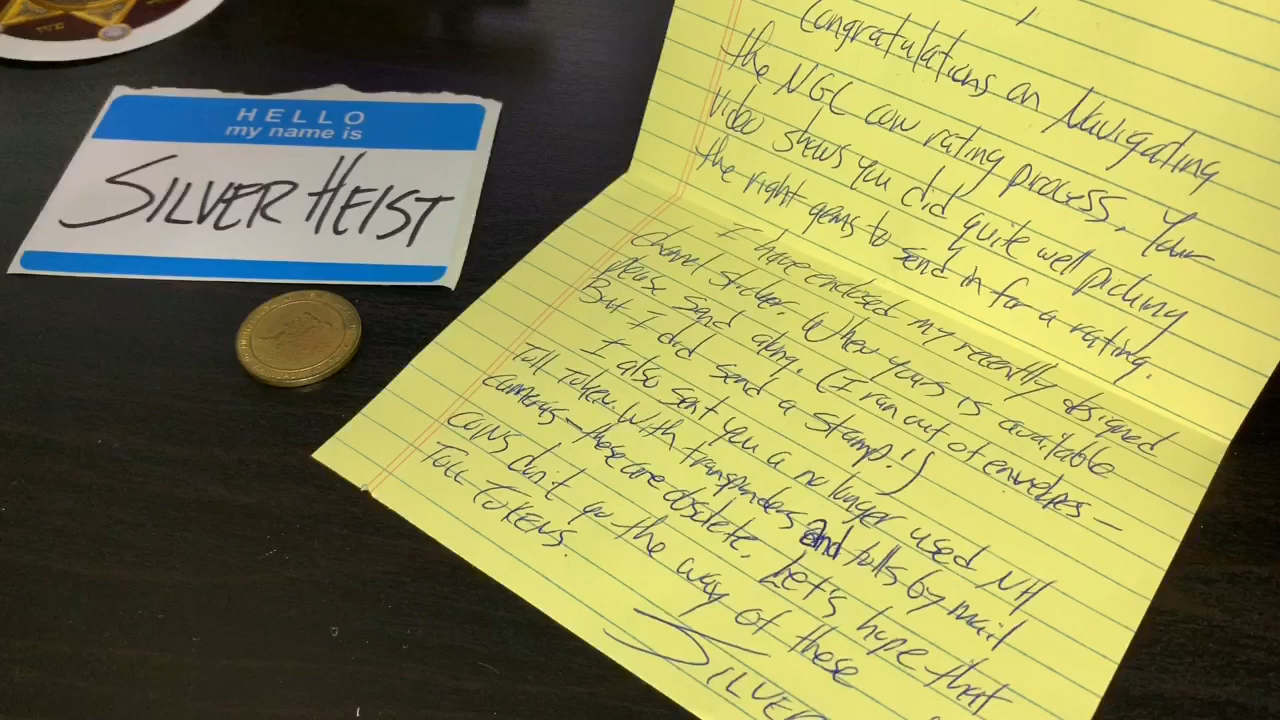 HELLO
my name is
SILVER HEIST
Congratulations on Navigating
the NGC coin rating process. Your
video shows you did quite well picking
the right gems to send in for a rating.
I have enclosed my recently designed
channel sticker. When yours is available
please send along. (I ran out of envelopes –
But I did send a stamp!)
I also sent you a no longer used NH
Toll Token. With transponders and tolls by mail
cameras – these are obsolete. Let's hope that
COINS don't go the way of these
TOLL TOKENS.
SILVER